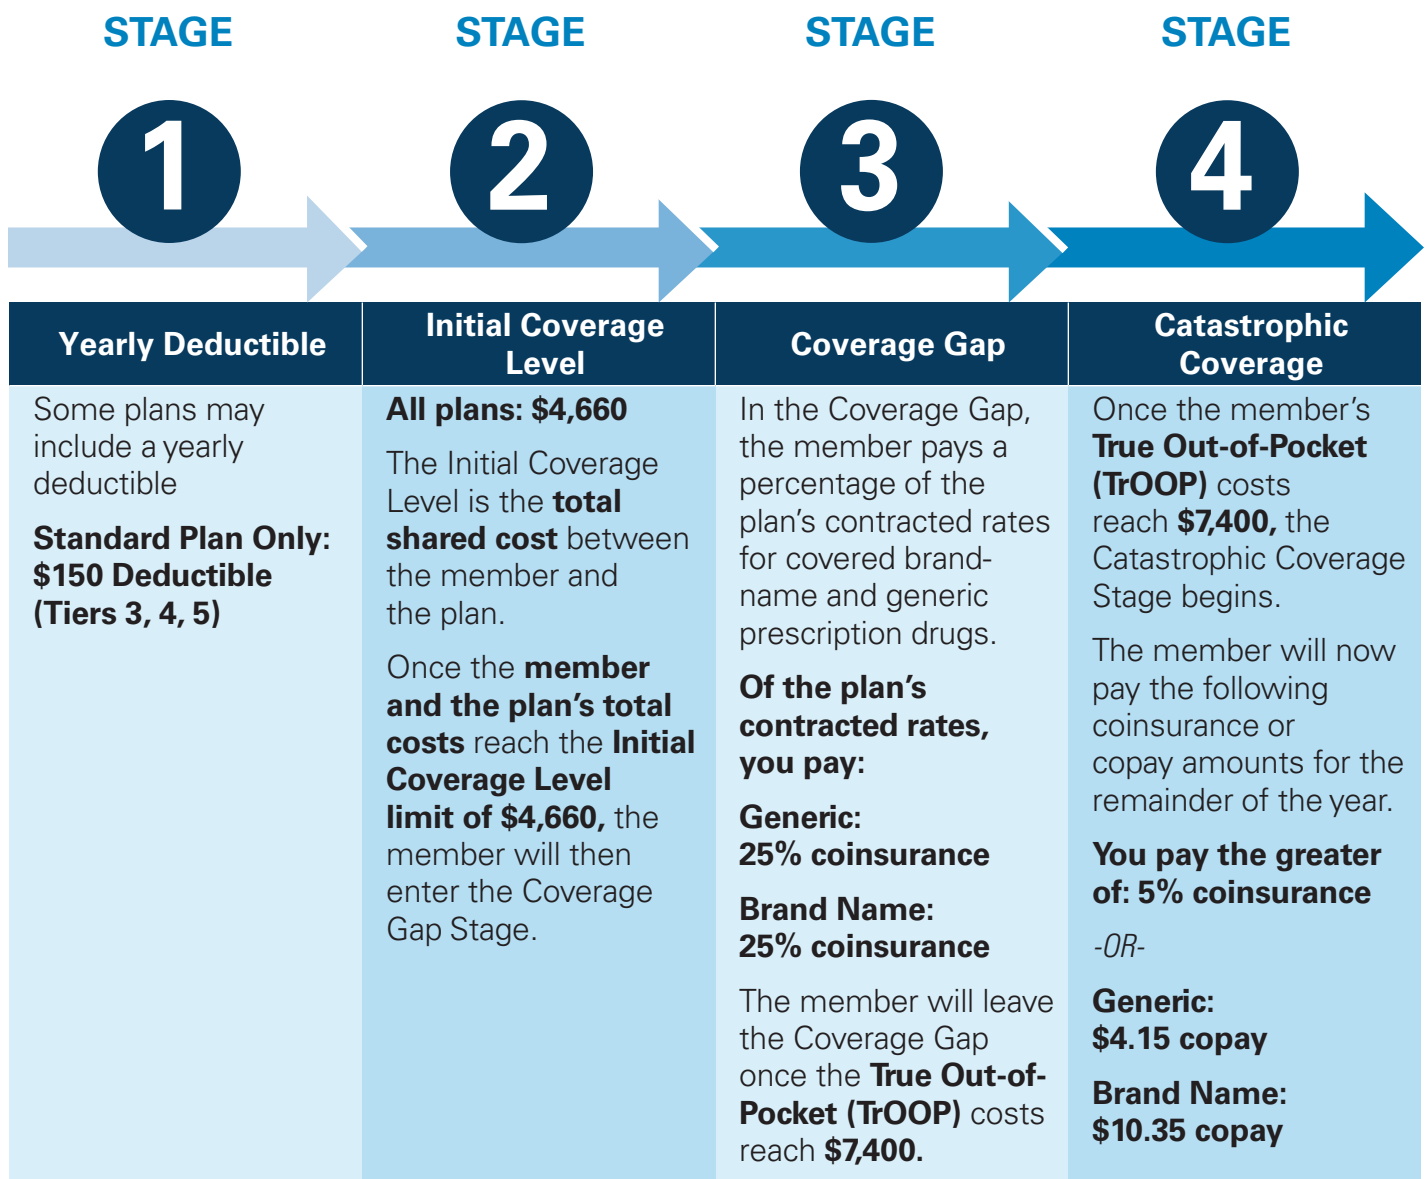 STAGE
STAGE
STAGE
STAGE
1
2
3
4
Yearly Deductible
Initial Coverage
Level
Coverage Gap
Catastrophic
Coverage
Some plans may
include a yearly
deductible
Standard Plan Only:
$150 Deductible
(Tiers 3, 4, 5)
All plans: $4,660
The Initial Coverage
Level is the total
shared cost between
the member and
the plan.
Once the member
and the plan’s total
costs reach the Initial
Coverage Level
limit of $4,660, the
member will then
enter the Coverage
Gap Stage.
In the Coverage Gap,
the member pays a
percentage of the
plan’s contracted rates
for covered brand-
name and generic
prescription drugs.
Of the plan’s
contracted rates,
you pay:
Generic:
25% coinsurance
Brand Name:
25% coinsurance
The member will leave
the Coverage Gap
once the True Out-of-
Pocket (TrOOP) costs
reach $7,400.
Once the member’s
True Out-of-Pocket
(TrOOP) costs
reach $7,400, the
Catastrophic Coverage
Stage begins.
The member will now
pay the following
coinsurance or
copay amounts for the
remainder of the year.
You pay the greater
of: 5% coinsurance
-OR-
Generic:
$4.15 copay
Brand Name:
$10.35 copay